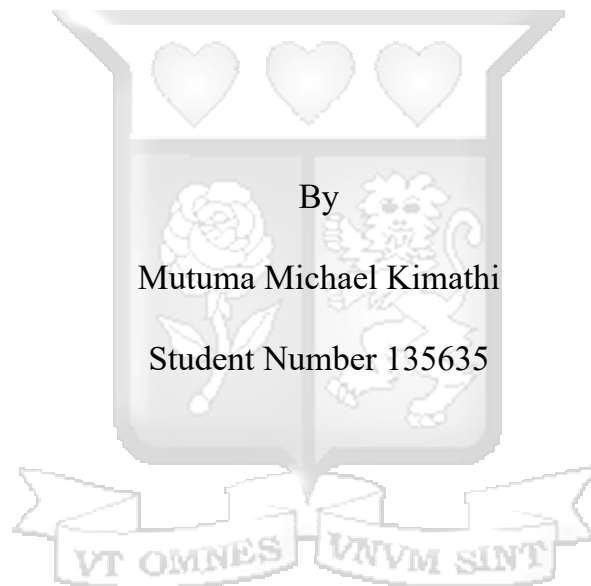 By
Mutuma Michael Kimathi
Student Number 135635
VT OMNES VNVM SINT